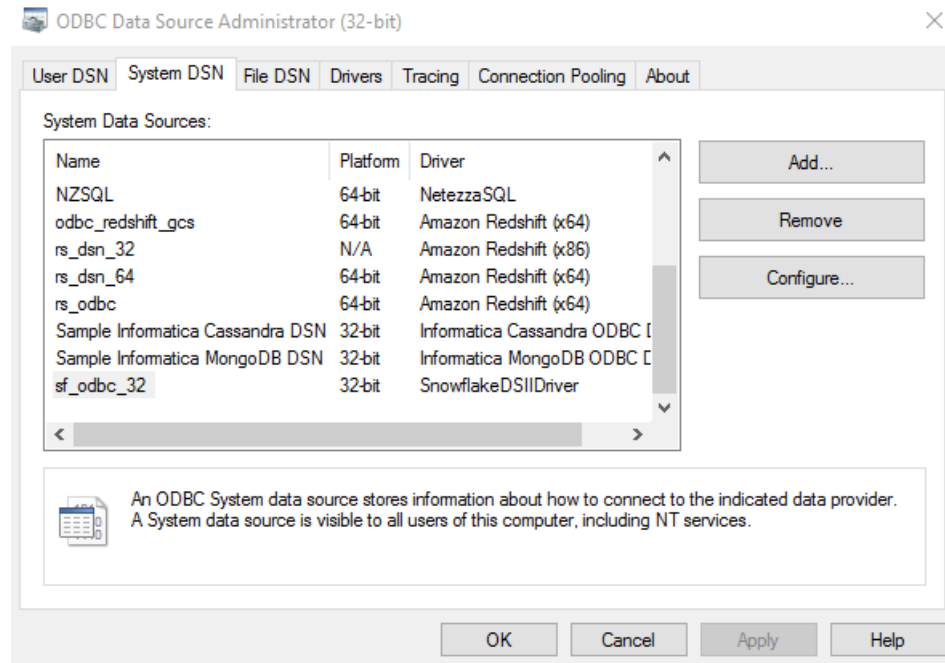 ODBC Data Source Administrator (32-bit)
User DSN System DSN File DSN Drivers Tracing Connection Pooling About
System Data Sources:
Name Platform Driver
NZSQL 64-bit NetezzaSQL
odbc_redshift_gcs 64-bit Amazon Redshift (x64)
rs_dsn_32 N/A Amazon Redshift (x86)
rs_dsn_64 64-bit Amazon Redshift (x64)
rs_odbc 64-bit Amazon Redshift (x64)
Sample Informatica Cassandra DSN 32-bit Informatica Cassandra ODBC
Sample Informatica MongoDB DSN 32-bit Informatica MongoDB ODBC
sf_odbc_32 32-bit SnowflakeDSIIDriver
Add...
Remove
Configure...
An ODBC System data source stores information about how to connect to the indicated data provider.
A System data source is visible to all users of this computer, including NT services.
OK Cancel Apply Help